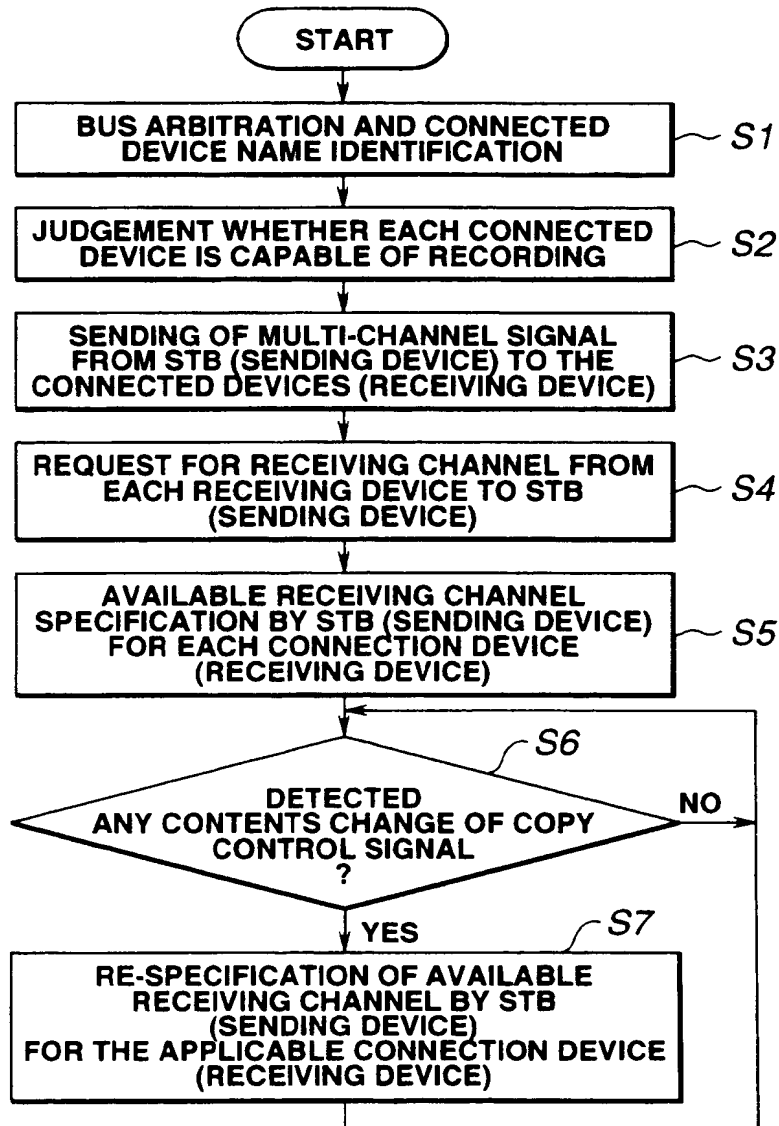 START
BUS ARBITRATION AND CONNECTED
DEVICE NAME IDENTIFICATION
S1
JUDGEMENT WHETHER EACH CONNECTED
DEVICE IS CAPABLE OF RECORDING
S2
SENDING OF MULTI-CHANNEL SIGNAL
FROM STB (SENDING DEVICE) TO THE
CONNECTED DEVICES (RECEIVING DEVICE)
S3
REQUEST FOR RECEIVING CHANNEL FROM
EACH RECEIVING DEVICE TO STB
(SENDING DEVICE)
S4
AVAILABLE RECEIVING CHANNEL
SPECIFICATION BY STB (SENDING DEVICE)
FOR EACH CONNECTION DEVICE
(RECEIVING DEVICE)
S5
S6
DETECTED
ANY CONTENTS CHANGE OF COPY
CONTROL SIGNAL
?
NO
YES
S7
RE-SPECIFICATION OF AVAILABLE
RECEIVING CHANNEL BY STB
(SENDING DEVICE)
FOR THE APPLICABLE CONNECTION DEVICE
(RECEIVING DEVICE)